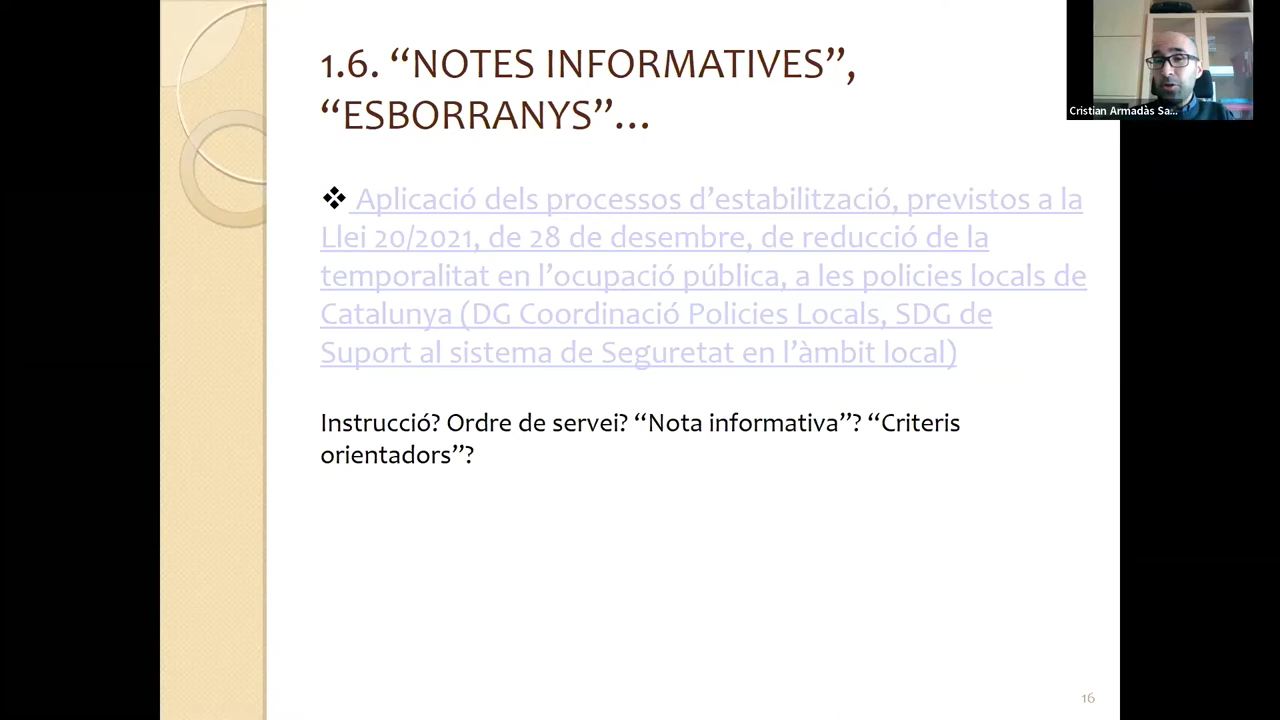 1.6. “NOTES INFORMATIVES”,
“ESBORRANYS”...
❖ Aplicació dels processos d’estabilització, previstos a la
Llei 20/2021, de 28 de desembre, de reducció de la
temporalitat en l’ocupació pública, a les policies locals de
Catalunya (DG Coordinació Policies Locals, SDG de
Suport al sistema de Seguretat en l’àmbit local)
Instrucció? Ordre de servei? “Nota informativa”? “Criteris
orientadors”?
16
Cristian Armadàs Sa...